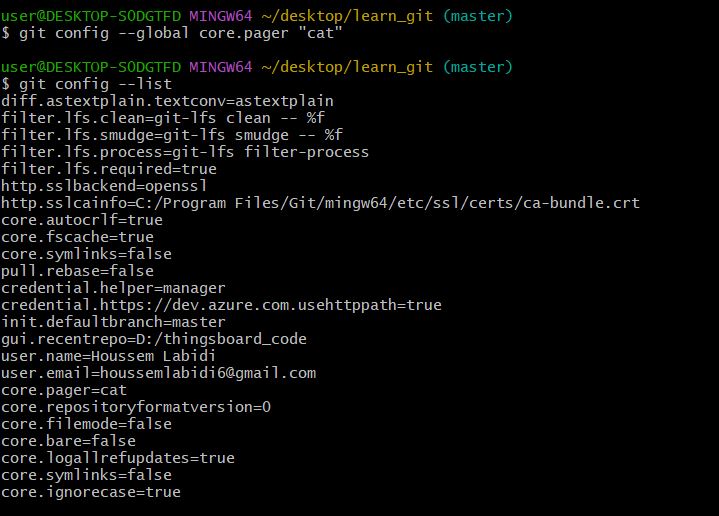 user@DESKTOP-SODGTFD MINGW64 ~/desktop/learn_git (master)
$ git config --global core.pager "cat"
user@DESKTOP-SODGTFD MINGW64 ~/desktop/learn_git (master)
$ git config --list
diff.astextplain.textconv=astextplain
filter.lfs.clean=git-lfs clean -- %f
filter.lfs.smudge=git-lfs smudge -- %f
filter.lfs.process=git-lfs filter-process
filter.lfs.required=true
http.sslbackend=openssl
http.sslcainfo=C:/Program Files/Git/mingw64/etc/ssl/certs/ca-bundle.crt
core.autocrlf=true
core.fscache=true
core.symlinks=false
pull.rebase=false
credential.helper=manager
credential.https://dev.azure.com.usehttppath=true
init.defaultbranch=master
gui.recentrepo=D:/thingsboard_code
user.name=Houssem Labidi
user.email=houssemlabidi6@gmail.com
core.pager=cat
core.repositoryformatversion=0
core.filemode=false
core.bare=false
core.logallrefupdates=true
core.symlinks=false
core.ignorecase=true